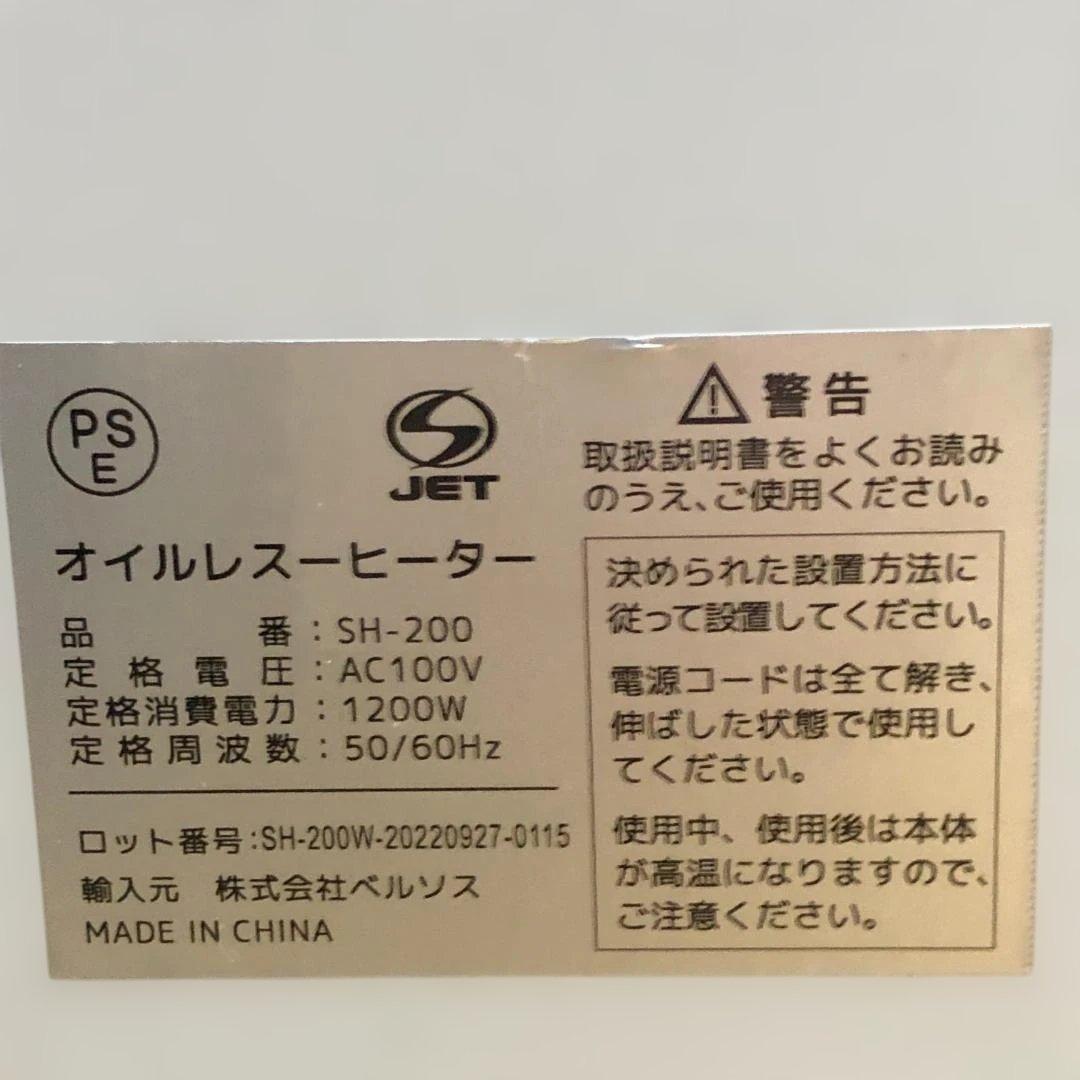 PS
E
JET
オイルレスーヒーター
品番：SH-200
定格電圧：AC100V
定格消費電力：1200W
定格周波数：50/60Hz
ロット番号：SH-200W-20220927-0115
輸入元　株式会社ベルソス
MADE IN CHINA
警告
取扱説明書をよくお読み
のうえ、ご使用ください。
決められた設置方法に
従って設置してください。
電源コードは全て解き、
伸ばした状態で使用し
てください。
使用中、使用後は本体
が高温になりますので、
ご注意ください。